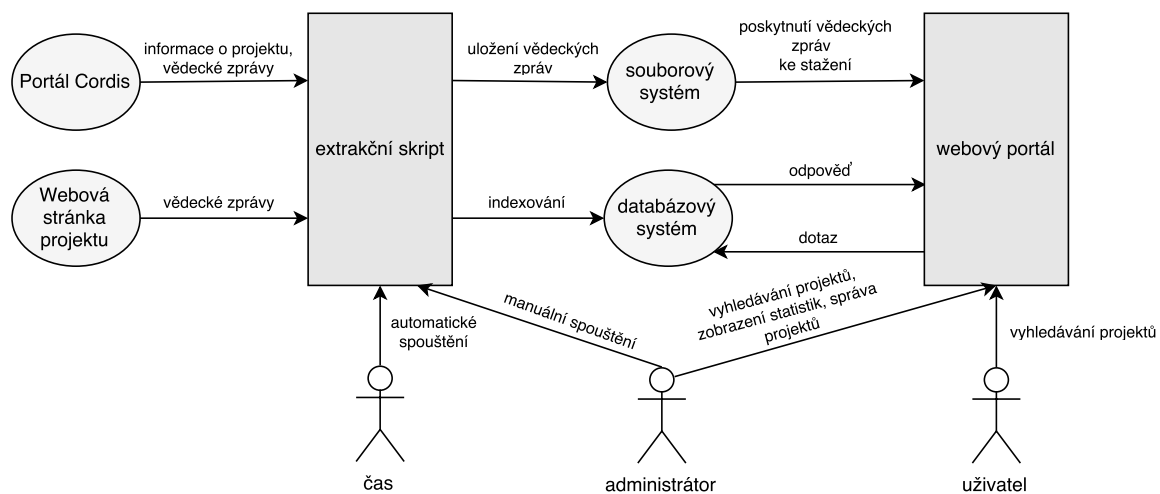 Portál Cordis
informace o projektu,
vědecké zprávy
extrakční skript
uložení vědeckých
zpráv
souborový
systém
poskytnutí vědeckých
zpráv
ke stažení
webový portál
Webová
stránka
projektu
vědecké zprávy
indexování
databázový
systém
odpověď
dotaz
automatické
spouštění
manuální spouštění
vyhledávání projektů,
zobrazení statistik, správa
projektů
vyhledávání projektů
čas
administrátor
uživatel